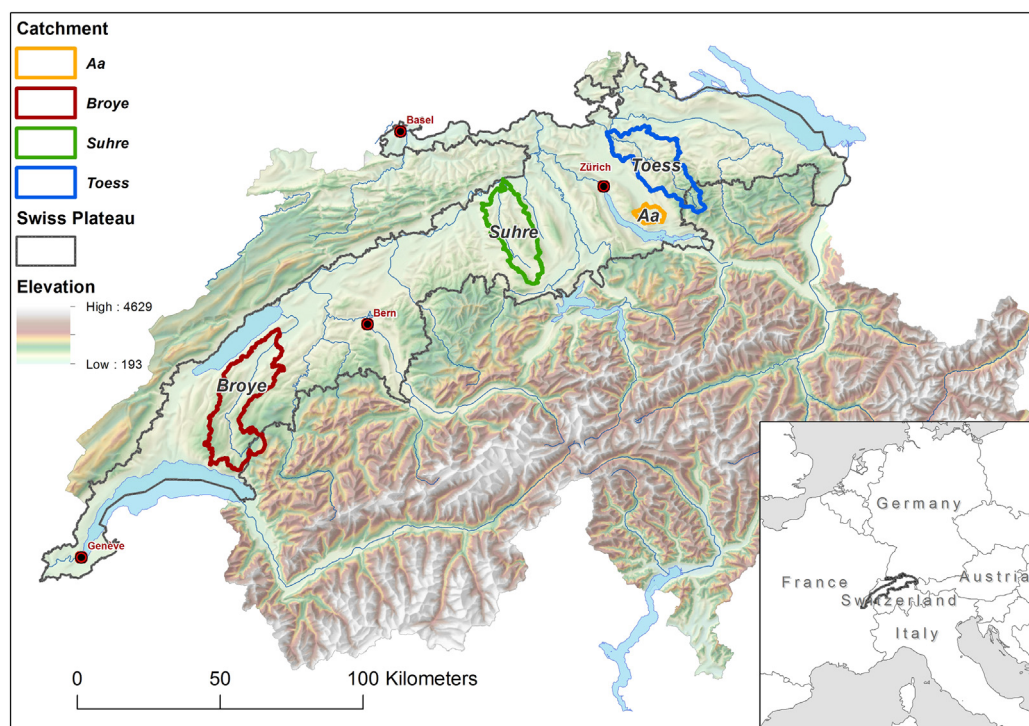 Catchment
Aa
Broye
Suhre
Toess
Swiss Plateau
Elevation
High : 4629
Low : 193
Basel
Zürich
Toess
Aa
Suhre
Bern
Broye
Genève
0 50 100 Kilometers
Germany
France
Austria
Switzerland
Italy